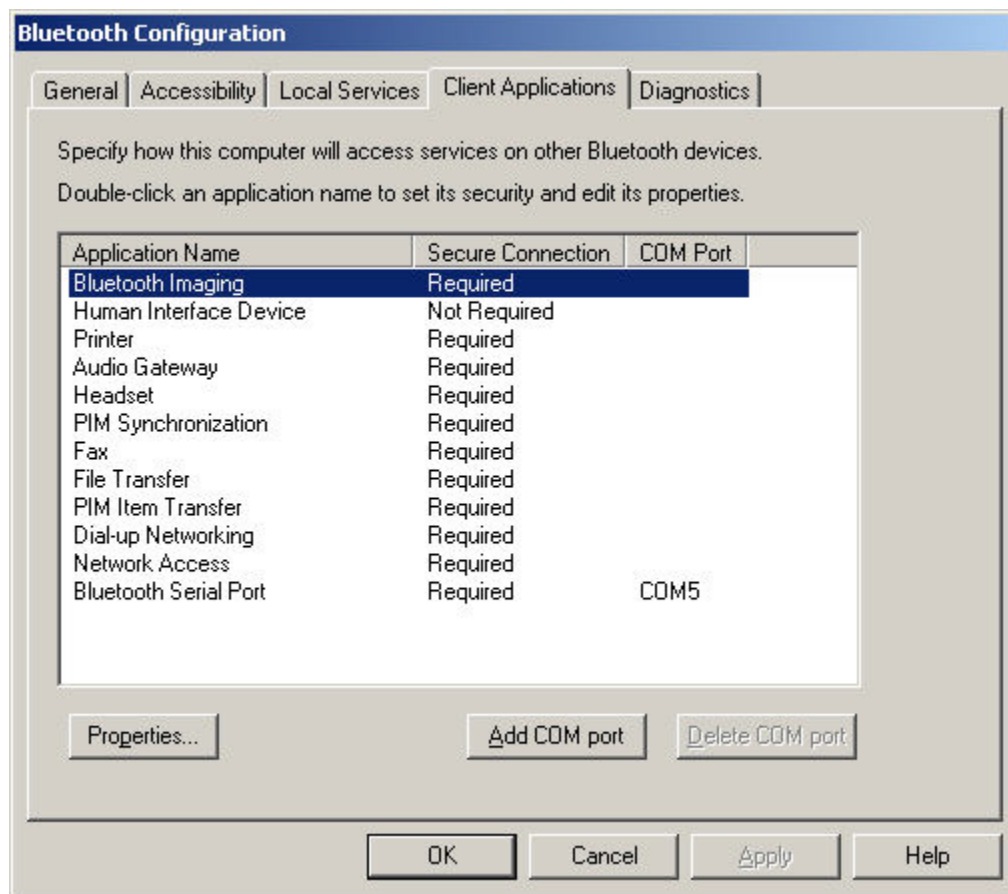 Bluetooth Configuration
General Accessibility Local Services Client Applications Diagnostics
Specify how this computer will access services on other Bluetooth devices.
Double-click an application name to set its security and edit its properties.
Application Name Secure Connection COM Port
Bluetooth Imaging Required
Human Interface Device Not Required
Printer Required
Audio Gateway Required
Headset Required
PIM Synchronization Required
Fax Required
File Transfer Required
PIM Item Transfer Required
Dial-up Networking Required
Network Access Required
Bluetooth Serial Port Required COM5
Properties... Add COM port Delete COM port
OK Cancel Apply Help